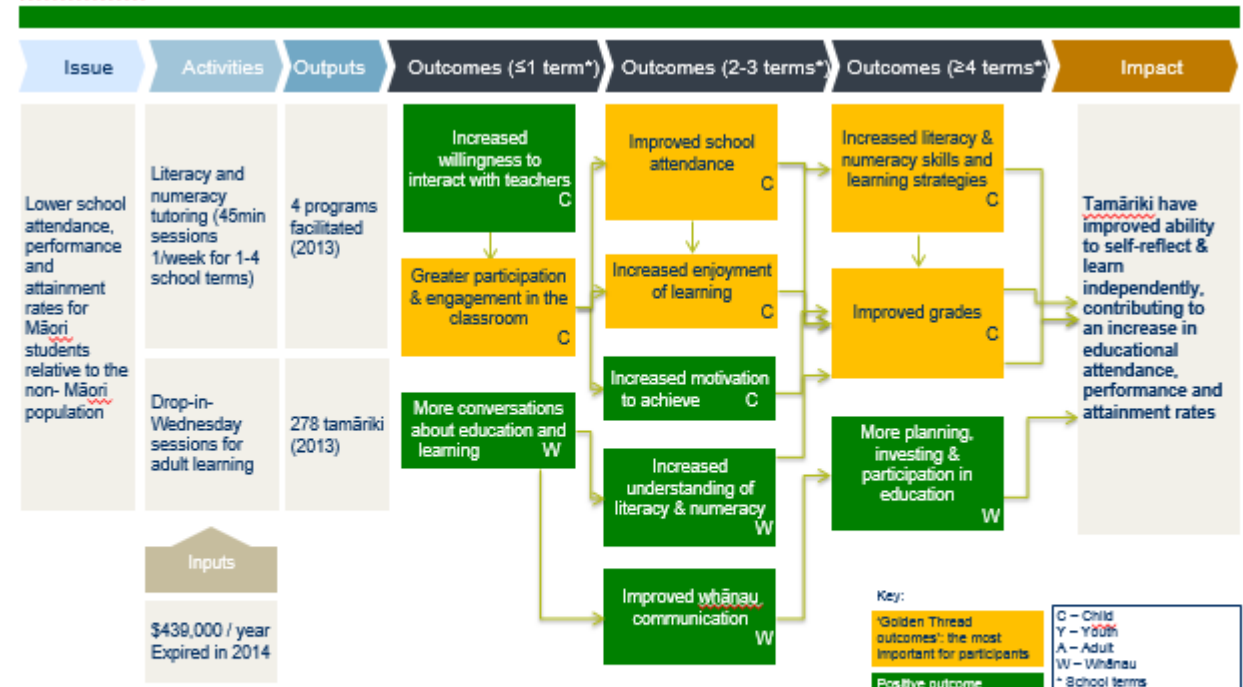 Issue
Activities
Outputs
Outcomes (≤1 term*)
Outcomes (2-3 terms*)
Outcomes (≥4 terms*)
Impact
Lower school
attendance,
performance
and
attainment
rates for
Māori
students
relative to the
non- Māori
population
Literacy and
numeracy
tutoring (45min
sessions
1/week for 1-4
school terms)
Drop-in-
Wednesday
sessions for
adult learning
Inputs
$439,000 / year
Expired in 2014
4 programs
facilitated
(2013)
278 tamāriki
(2013)
Increased
willingness to
interact with teachers
C
Greater participation
& engagement in the
classroom
C
More conversations
about education and
learning W
Improved school
attendance
C
Increased enjoyment
of learning
C
Increased motivation
to achieve C
Increased
understanding of
literacy & numeracy
W
Improved whānau
communication
W
Increased literacy &
numeracy skills and
learning strategies
C
Improved grades
C
More planning,
investing &
participation in
education
W
Tamāriki have
improved ability
to self-reflect &
learn
independently,
contributing to
an increase in
educational
attendance,
performance and
attainment rates
Key:
'Golden Thread
outcomes': the most
important for participants
Positive outcome
C – Child
Y – Youth
A – Adult
W – Whānau
* School terms